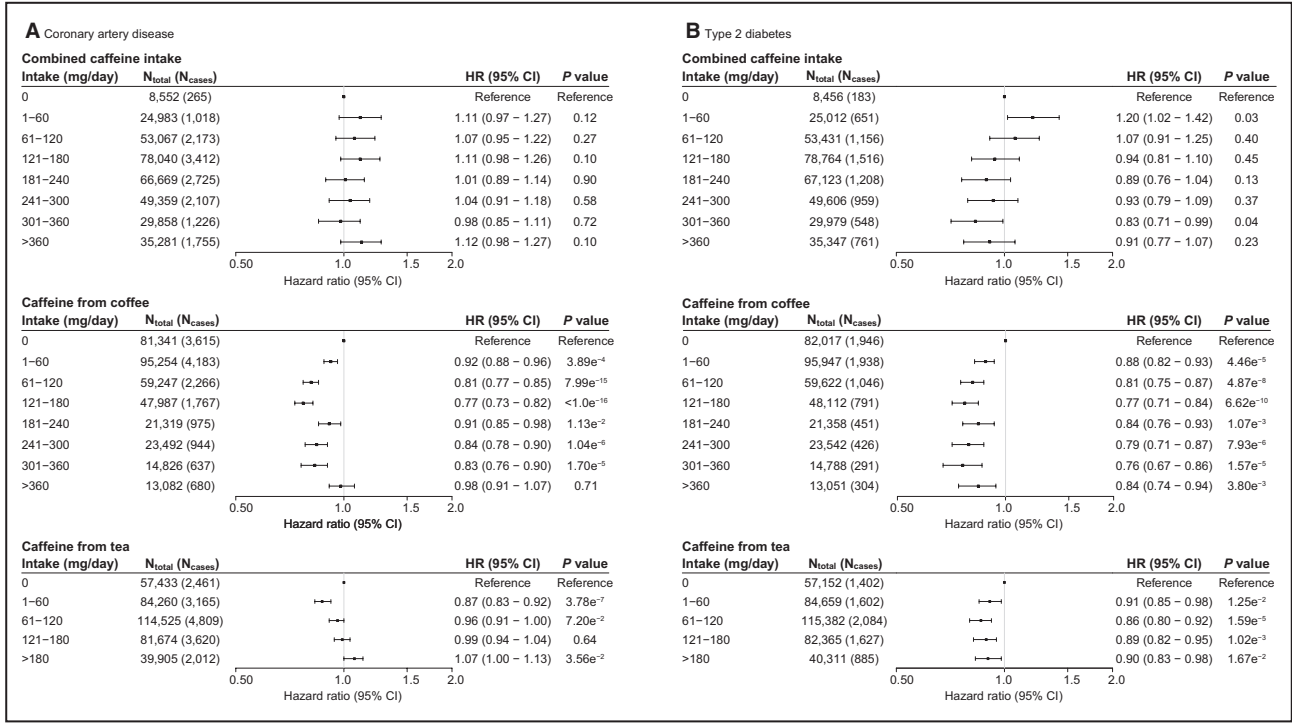 A Coronary artery disease
Combined caffeine intake
Intake (mg/day) Ntotal (Ncases) HR (95% CI) P value
0 8,552 (265) Reference Reference
1−60 24,983 (1,018) 1.11 (0.97 − 1.27) 0.12
61−120 53,067 (2,173) 1.07 (0.95 − 1.22) 0.27
121−180 78,040 (3,412) 1.11 (0.98 − 1.26) 0.10
181−240 66,669 (2,725) 1.01 (0.89 − 1.14) 0.90
241−300 49,359 (2,107) 1.04 (0.91 − 1.18) 0.58
301−360 29,858 (1,226) 0.98 (0.85 − 1.11) 0.72
>360 35,281 (1,755) 1.12 (0.98 − 1.27) 0.10
0.50 1.0 1.5 2.0
Hazard ratio (95% CI)
Caffeine from coffee
Intake (mg/day) Ntotal (Ncases) HR (95% CI) P value
0 81,341 (3,615) Reference Reference
1−60 95,254 (4,183) 0.92 (0.88 − 0.96) 3.89e⁻⁴
61−120 59,247 (2,266) 0.81 (0.77 − 0.85) 7.99e⁻¹⁵
121−180 47,987 (1,767) 0.77 (0.73 − 0.82) <1.0e⁻¹⁶
181−240 21,319 (975) 0.91 (0.85 − 0.98) 1.13e⁻²
241−300 23,492 (944) 0.84 (0.78 − 0.90) 1.04e⁻⁶
301−360 14,826 (637) 0.83 (0.76 − 0.90) 1.70e⁻⁵
>360 13,082 (680) 0.98 (0.91 − 1.07) 0.71
0.50 1.0 1.5 2.0
Hazard ratio (95% CI)
Caffeine from tea
Intake (mg/day) Ntotal (Ncases) HR (95% CI) P value
0 57,433 (2,461) Reference Reference
1−60 84,260 (3,165) 0.87 (0.83 − 0.92) 3.78e⁻⁷
61−120 114,525 (4,809) 0.96 (0.91 − 1.00) 7.20e⁻²
121−180 81,674 (3,620) 0.99 (0.94 − 1.04) 0.64
>180 39,905 (2,012) 1.07 (1.00 − 1.13) 3.56e⁻²
0.50 1.0 1.5 2.0
Hazard ratio (95% CI)
B Type 2 diabetes
Combined caffeine intake
Intake (mg/day) Ntotal (Ncases) HR (95% CI) P value
0 8,456 (183) Reference Reference
1−60 25,012 (651) 1.20 (1.02 − 1.42) 0.03
61−120 53,431 (1,156) 1.07 (0.91 − 1.25) 0.40
121−180 78,764 (1,516) 0.94 (0.81 − 1.10) 0.45
181−240 67,123 (1,208) 0.89 (0.76 − 1.04) 0.13
241−300 49,606 (959) 0.93 (0.79 − 1.09) 0.37
301−360 29,979 (548) 0.83 (0.71 − 0.99) 0.04
>360 35,347 (761) 0.91 (0.77 − 1.07) 0.23
0.50 1.0 1.5 2.0
Hazard ratio (95% CI)
Caffeine from coffee
Intake (mg/day) Ntotal (Ncases) HR (95% CI) P value
0 82,017 (1,946) Reference Reference
1−60 95,947 (1,938) 0.88 (0.82 − 0.93) 4.46e⁻⁵
61−120 59,622 (1,046) 0.81 (0.75 − 0.87) 4.87e⁻⁸
121−180 48,112 (791) 0.77 (0.71 − 0.84) 6.62e⁻¹⁰
181−240 21,358 (451) 0.84 (0.76 − 0.93) 1.07e⁻³
241−300 23,542 (426) 0.79 (0.71 − 0.87) 7.93e⁻⁶
301−360 14,788 (291) 0.76 (0.67 − 0.86) 1.57e⁻⁵
>360 13,051 (304) 0.84 (0.74 − 0.94) 3.80e⁻³
0.50 1.0 1.5 2.0
Hazard ratio (95% CI)
Caffeine from tea
Intake (mg/day) Ntotal (Ncases) HR (95% CI) P value
0 57,152 (1,402) Reference Reference
1−60 84,659 (1,602) 0.91 (0.85 − 0.98) 1.25e⁻²
61−120 115,382 (2,084) 0.86 (0.80 − 0.92) 1.59e⁻⁵
121−180 82,365 (1,627) 0.89 (0.82 − 0.95) 1.02e⁻³
>180 40,311 (885) 0.90 (0.83 − 0.98) 1.67e⁻²
0.50 1.0 1.5 2.0
Hazard ratio (95% CI)